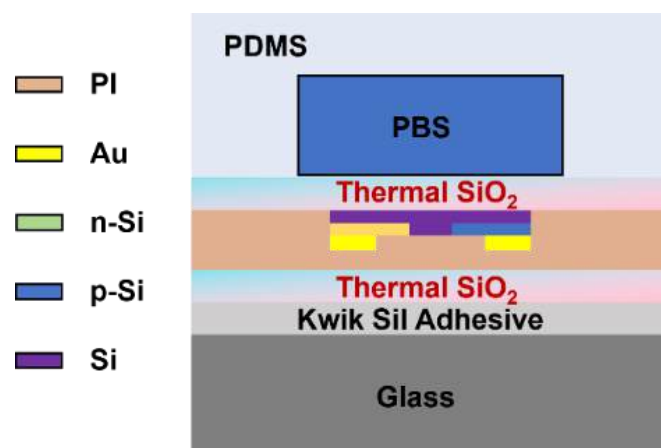 PI
Au
n-Si
p-Si
Si
PDMS
PBS
Thermal SiO₂
Thermal SiO₂
Kwik Sil Adhesive
Glass